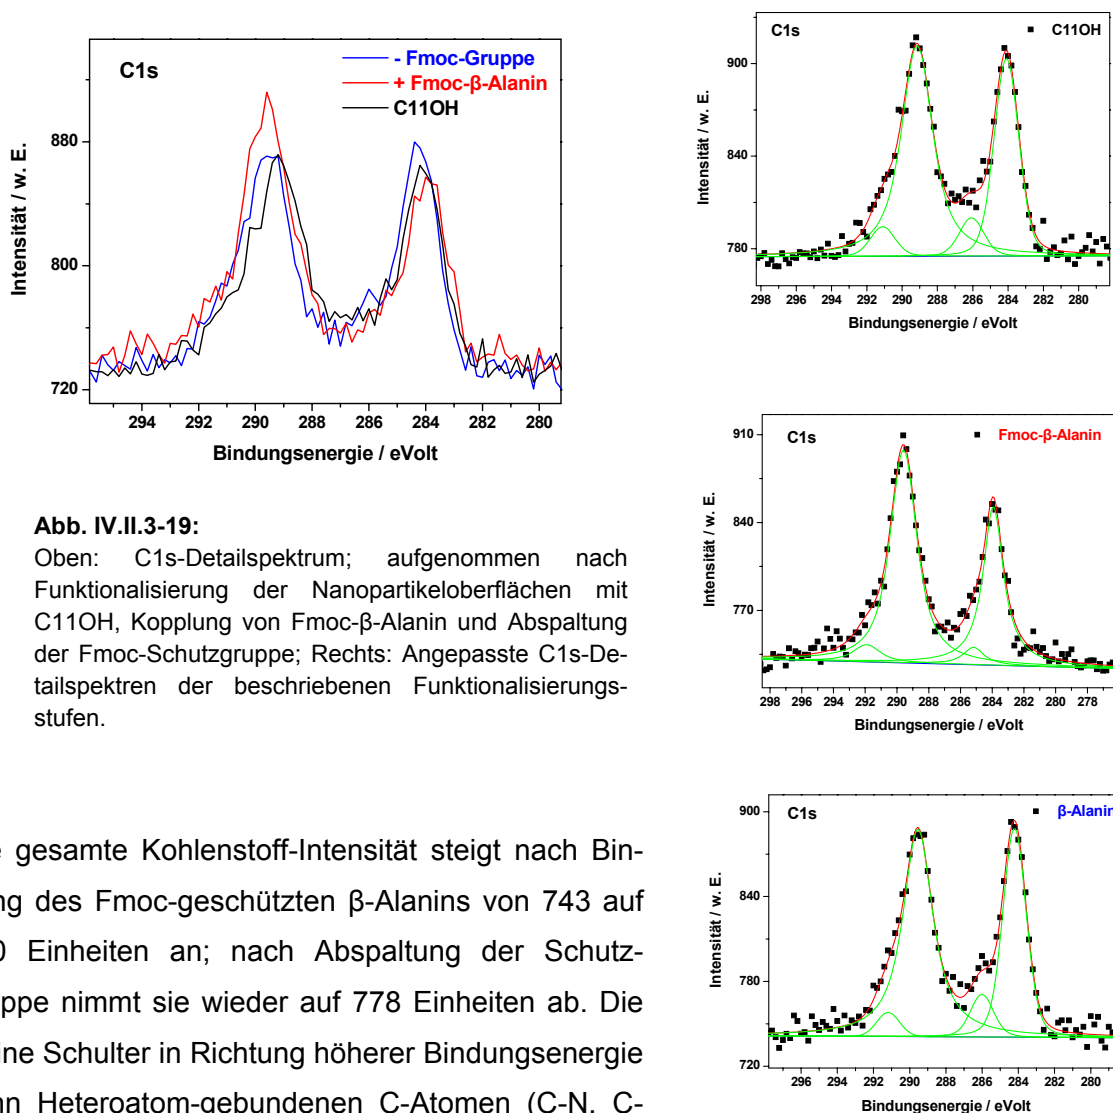 C1s
- Fmoc-Gruppe
+ Fmoc-β-Alanin
C11OH
880
800
720
Intensität / w. E.
294 292 290 288 286 284 282 280
Bindungsenergie / eVolt
Abb. IV.II.3-19:
Oben: C1s-Detailspektrum; aufgenommen nach
Funktionalisierung der Nanopartikeloberflächen mit
C11OH, Kopplung von Fmoc-β-Alanin und Abspaltung
der Fmoc-Schutzgruppe; Rechts: Angepasste C1s-De-
tailspektren der beschriebenen Funktionalisierungs-
stufen.
gesamte Kohlenstoff-Intensität steigt nach Bin-
ng des Fmoc-geschützten β-Alanins von 743 auf
0 Einheiten an; nach Abspaltung der Schutz-
uppe nimmt sie wieder auf 778 Einheiten ab. Die
ine Schulter in Richtung höherer Bindungsenergie
nn Heteroatom-gebundenen C-Atomen (C-N, C-
C1s
C11OH
900
840
780
Intensität / w. E.
298 296 294 292 290 288 286 284 282 280
Bindungsenergie / eVolt
C1s
Fmoc-β-Alanin
910
840
770
Intensität / w. E.
298 296 294 292 290 288 286 284 282 280 278
Bindungsenergie / eVolt
C1s
β-Alanin
900
840
780
720
Intensität / w. E.
296 294 292 290 288 286 284 282 280
Bindungsenergie / eVolt